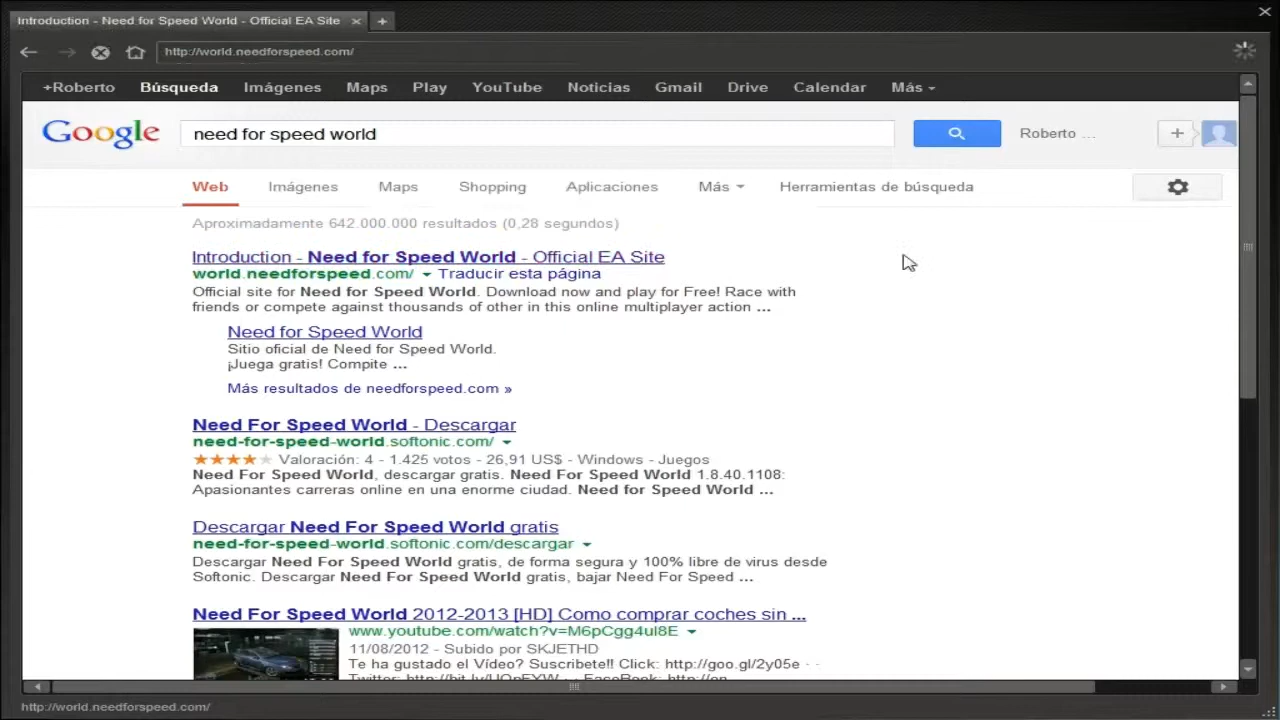 Introduction - Need for Speed World - Official EA Site
http://world.needforspeed.com/
+Roberto Búsqueda Imágenes Maps Play YouTube Noticias Gmail Drive Calendar Más
Google need for speed world Roberto ...
Web Imágenes Maps Shopping Aplicaciones Más Herramientas de búsqueda
Aproximadamente 642.000.000 resultados (0,28 segundos)
Introduction - Need for Speed World - Official EA Site
world.needforspeed.com/ Traducir esta página
Official site for Need for Speed World. Download now and play for Free! Race with
friends or compete against thousands of other in this online multiplayer action ...
Need for Speed World
Sitio oficial de Need for Speed World.
¡Juega gratis! Compite ...
Más resultados de needforspeed.com »
Need For Speed World - Descargar
need-for-speed-world.softonic.com/
Valoración: 4 - 1.425 votos - 26,91 US$ - Windows - Juegos
Need For Speed World, descargar gratis. Need For Speed World 1.8.40.1108:
Apasionantes carreras online en una enorme ciudad. Need for Speed World ...
Descargar Need For Speed World gratis
need-for-speed-world.softonic.com/descargar
Descargar Need For Speed World gratis, de forma segura y 100% libre de virus desde
Softonic. Descargar Need For Speed World gratis, bajar Need For Speed ...
Need For Speed World 2012-2013 [HD] Como comprar coches sin ...
www.youtube.com/watch?v=M6pCgg4ul8E
11/08/2012 - Subido por SKJETHD
Te ha gustado el Vídeo? Suscribete!! Click: http://goo.gl/2y05e
http://world.needforspeed.com/